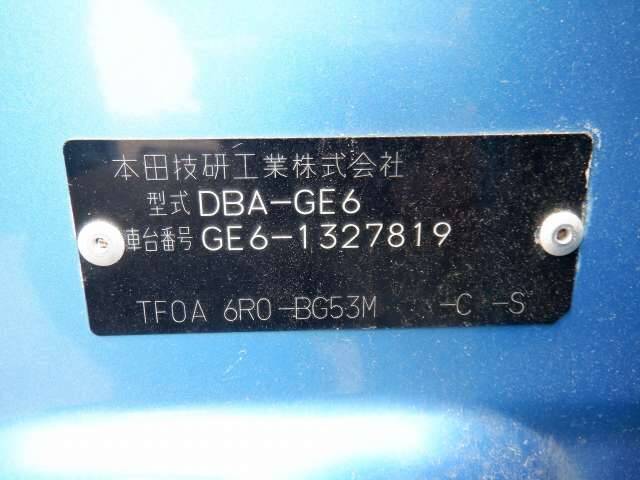 本田技研工業株式会社
型式 DBA-GE6
車台番号 GE6-1327819
TF0A 6R0-BG53M -C -S